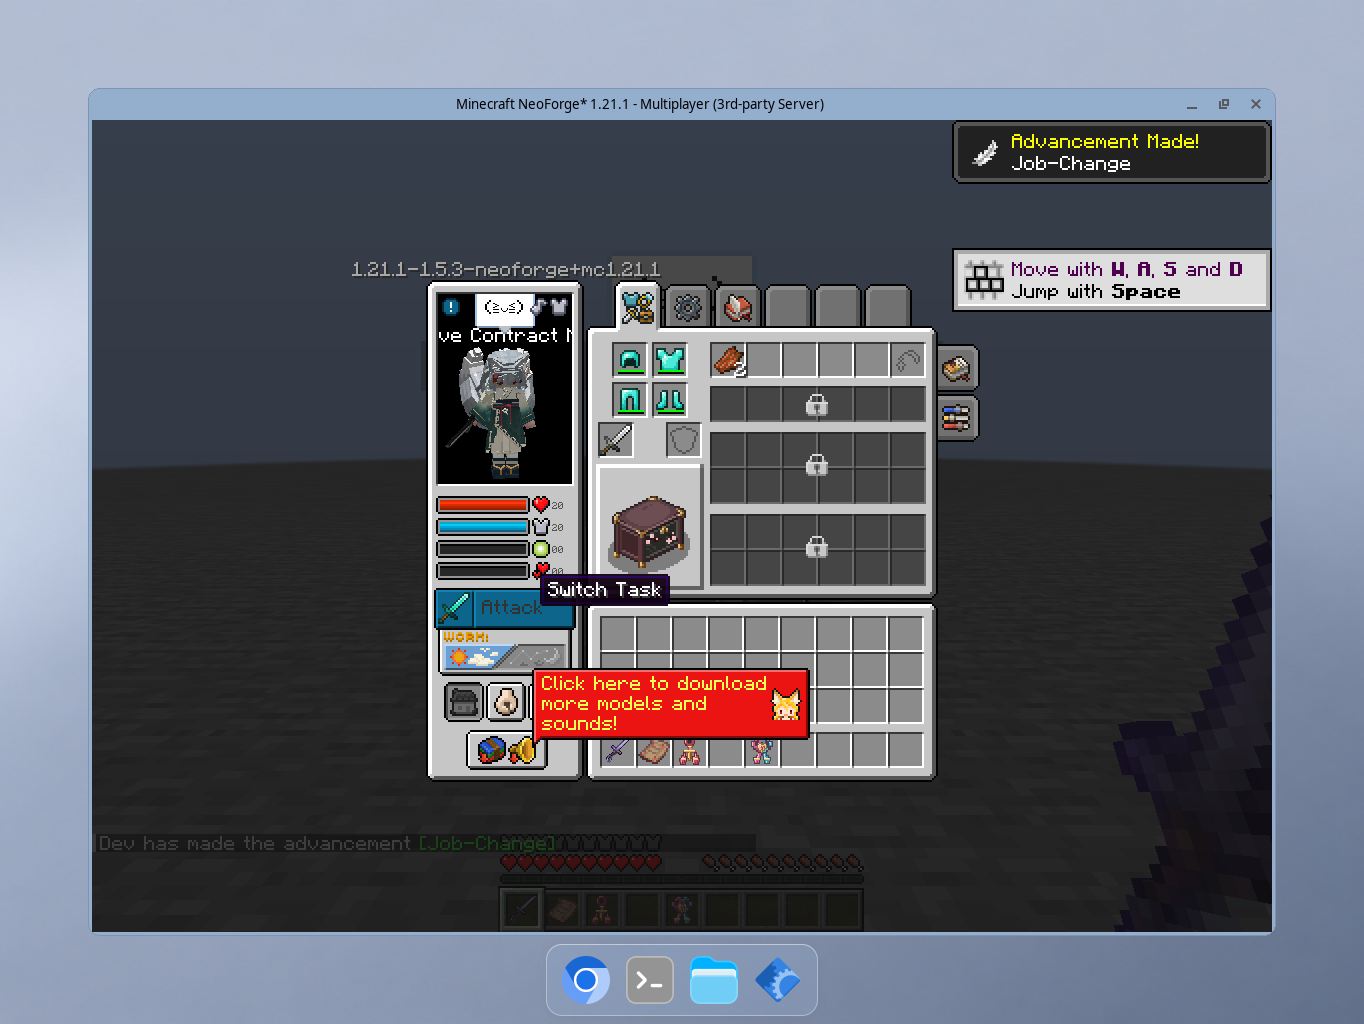 Minecraft NeoForge* 1.21.1 - Multiplayer (3rd-party Server)
Advancement Made!
Job-Change
Move with W, A, S and D
Jump with Space
1.21.1-1.5.3-neoforge+mc1.21.1
(≧ᴗ≦)
ve Contract
20
20
00
00
Switch Task
Attack
WORK:
Click here to download
more models and
sounds!
Dev has made the advancement [Job-Change]